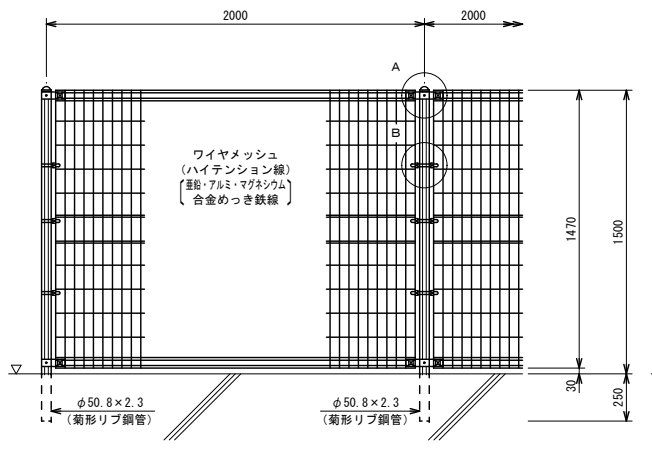 2000
2000
A
B
ワイヤメッシュ
(ハイテンション線)
亜鉛・アルミ・マグネシウム
合金めっき鉄線
1470
1500
30
250
φ50.8×2.3
(菊形リブ鋼管)
φ50.8×2.3
(菊形リブ鋼管)